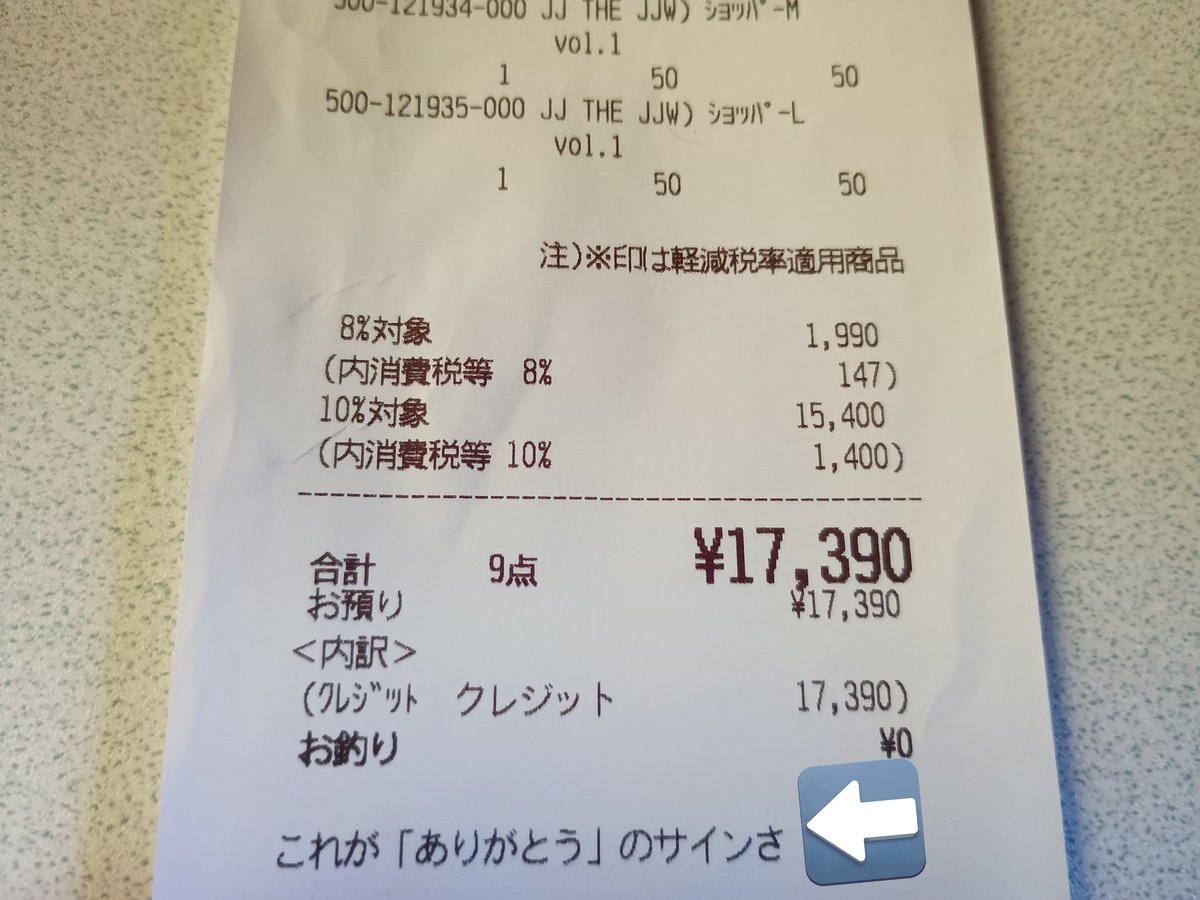 500-121934-000 JJ THE JJW) ｼｮｯﾊﾟｰM
vol.1
1 50 50
500-121935-000 JJ THE JJW) ｼｮｯﾊﾟｰL
vol.1
1 50 50
注)※印は軽減税率適用商品
8%対象 1,990
(内消費税等 8% 147)
10%対象 15,400
(内消費税等 10% 1,400)
合計 9点 ¥17,390
お預り ¥17,390
<内訳>
(ｸﾚｼﾞｯﾄ クレジット 17,390)
お釣り ¥0
これが「ありがとう」のサインさ